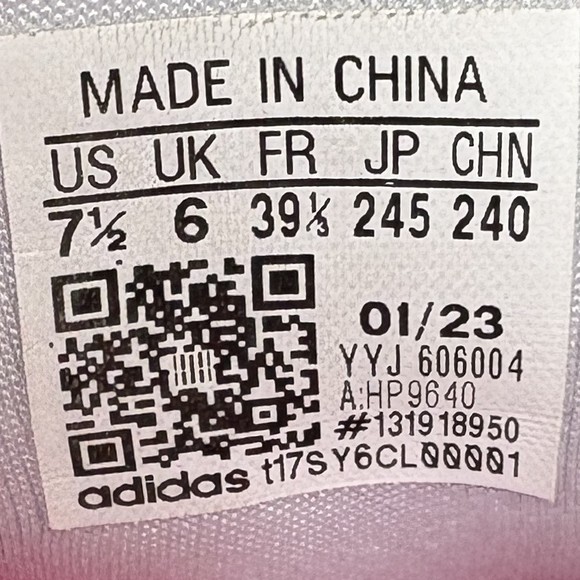 MADE IN CHINA
US UK FR JP CHN
7½ 6 39⅓ 245 240
01/23
YYJ 606004
A:HP9640
#131918950
adidas t17SY6CL00001